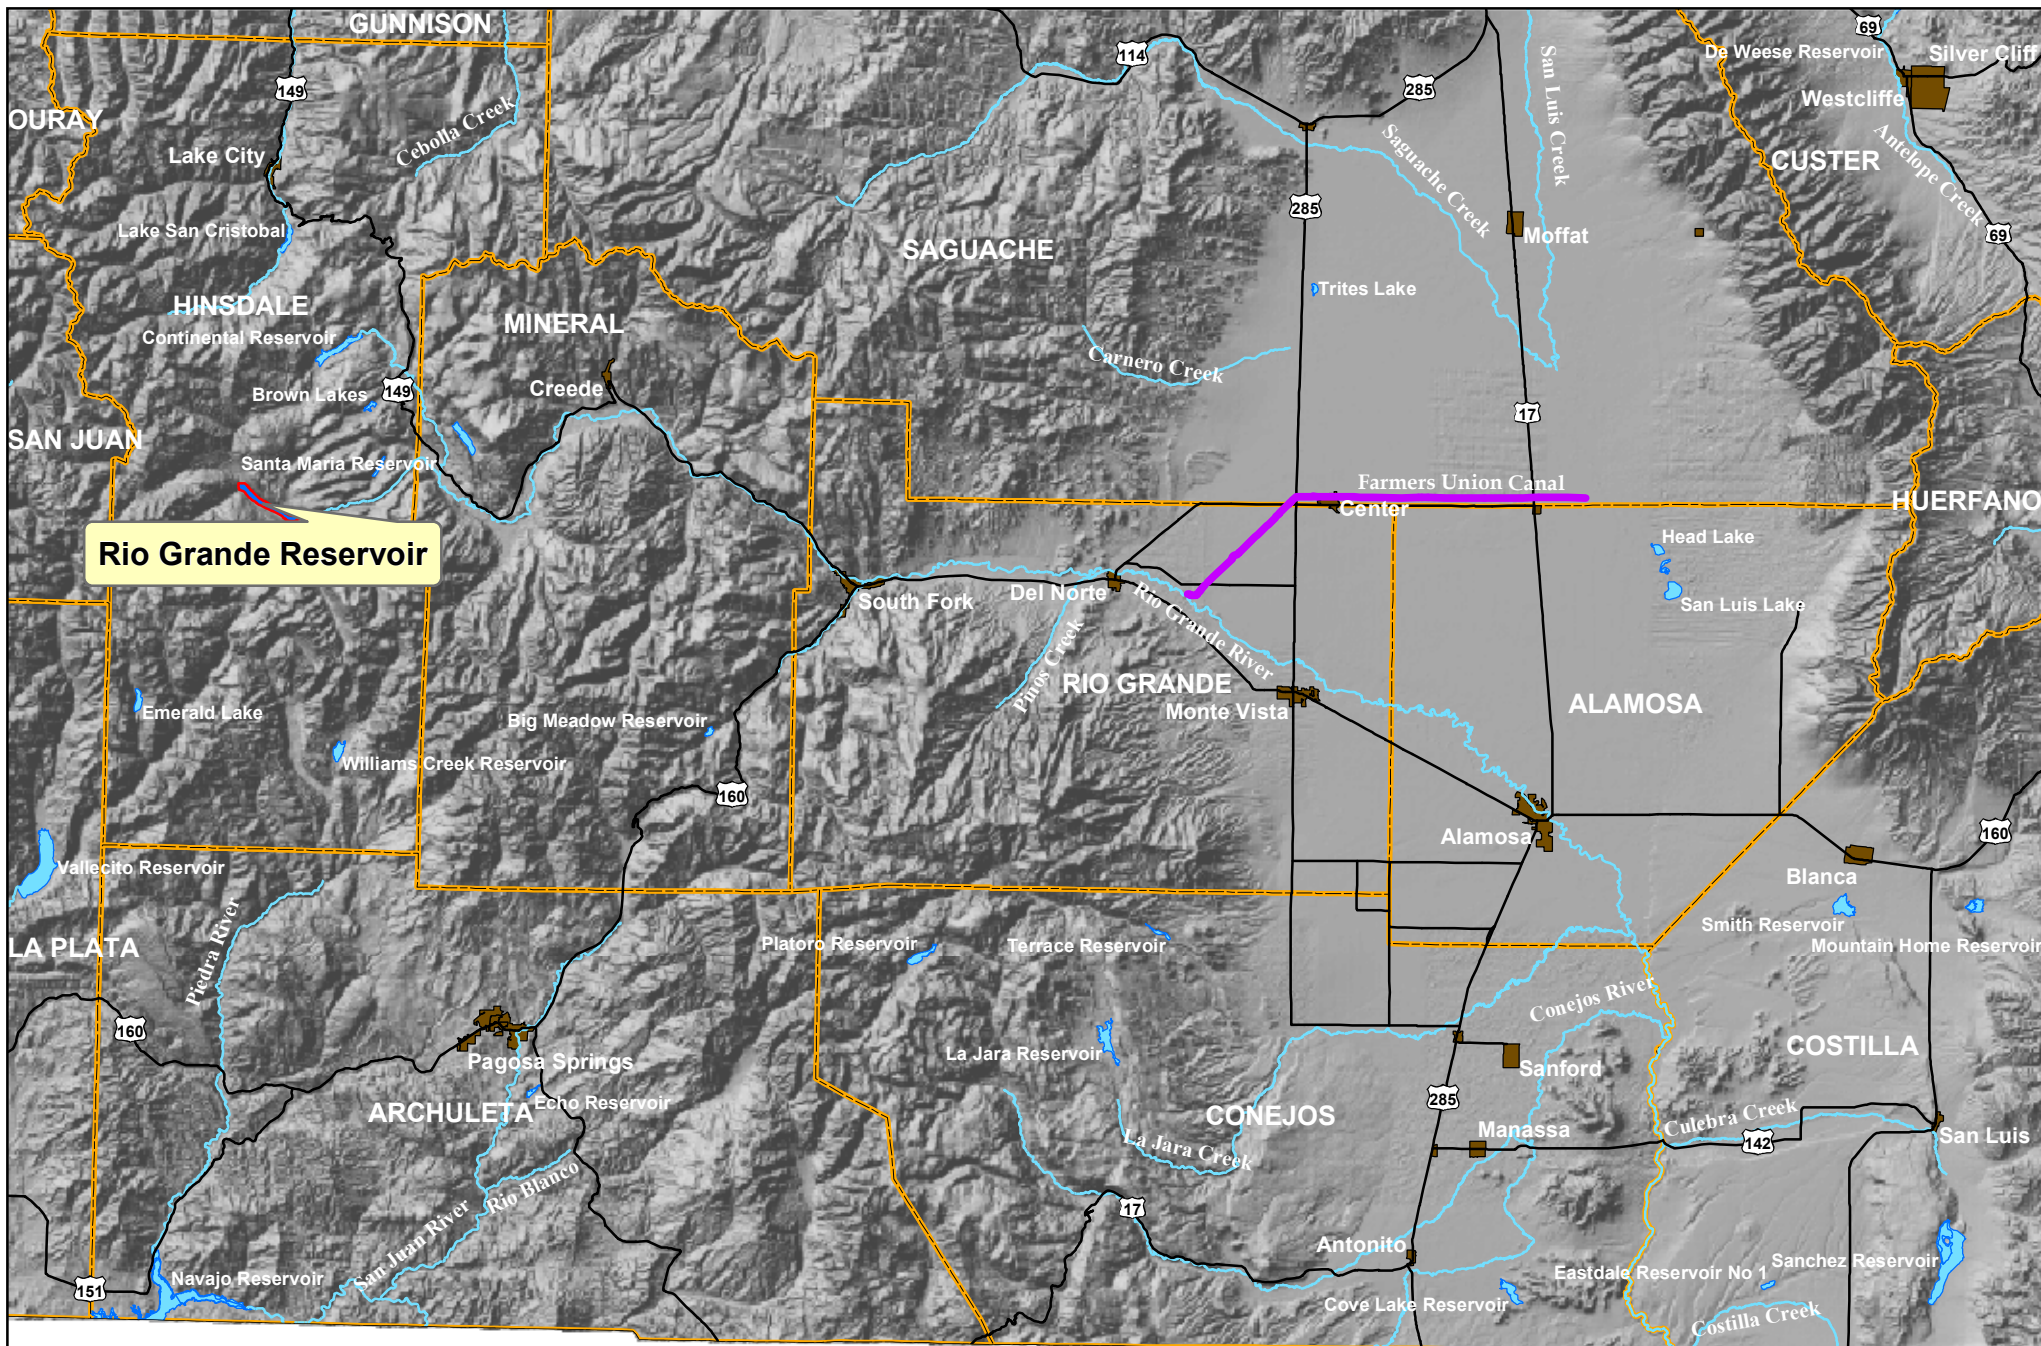 GUNNISON
69
De Weese Reservoir
Silver Cliff
114
285
149
Westcliffe
San Luis Creek
Cebolla Creek
OURAY
Antelope Creek
Saguache Creek
Lake City
CUSTER
285
Lake San Cristobal
Moffat
69
SAGUACHE
Trites Lake
HINSDALE
MINERAL
Continental Reservoir
Carnero Creek
Creede
Brown Lakes
149
17
SAN JUAN
Santa Maria Reservoir
Farmers Union Canal
HUERFANO
Center
Rio Grande Reservoir
Head Lake
South Fork
Del Norte
Rio Grande River
San Luis Lake
Pinos Creek
RIO GRANDE
Emerald Lake
Big Meadow Reservoir
Monte Vista
ALAMOSA
Williams Creek Reservoir
160
Alamosa
160
Vallecito Reservoir
Blanca
Piedra River
Smith Reservoir
LA PLATA
Platoro Reservoir
Terrace Reservoir
Mountain Home Reservoir
Conejos River
160
Pagosa Springs
La Jara Reservoir
COSTILLA
Sanford
285
Echo Reservoir
ARCHULETA
CONEJOS
Culebra Creek
Manassa
142
San Luis
La Jara Creek
Rio Blanco
17
San Juan River
Antonito
Sanchez Reservoir
Navajo Reservoir
151
Eastdale Reservoir No 1
Cove Lake Reservoir
Costilla Creek